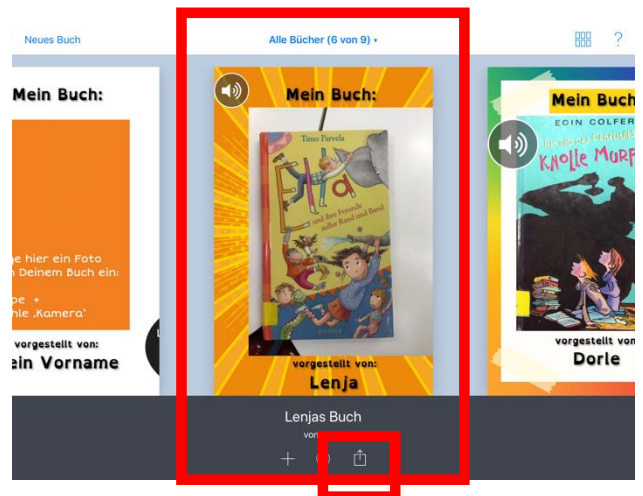 Neues Buch
Alle Bücher (6 von 9)
?
Mein Buch:
ge hier ein Foto
Deinem Buch ein:
pe +
hle ‚Kamera‘
vorgestellt von:
ein Vorname
Mein Buch:
Timo Parvela
Ella
und ihre Freunde
außer Rand und Band
HANSER
vorgestellt von:
Lenja
Lenjas Buch
von
+
Mein Buch
EOIN COLFER
KNOLLE MURP
vorgestellt von
Dorle